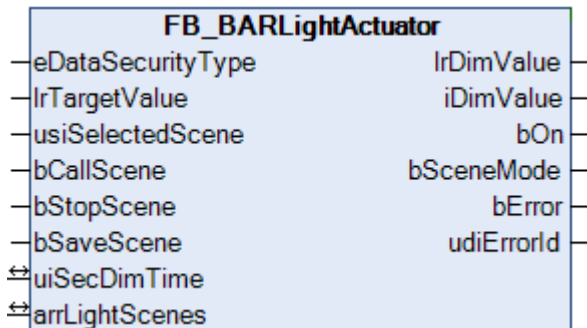 FB_BARLightActuator
eDataSecurityType lrDimValue
lrTargetValue iDimValue
usiSelectedScene bOn
bCallScene bSceneMode
bStopScene bError
bSaveScene udiErrorId
uiSecDimTime
arrLightScenes